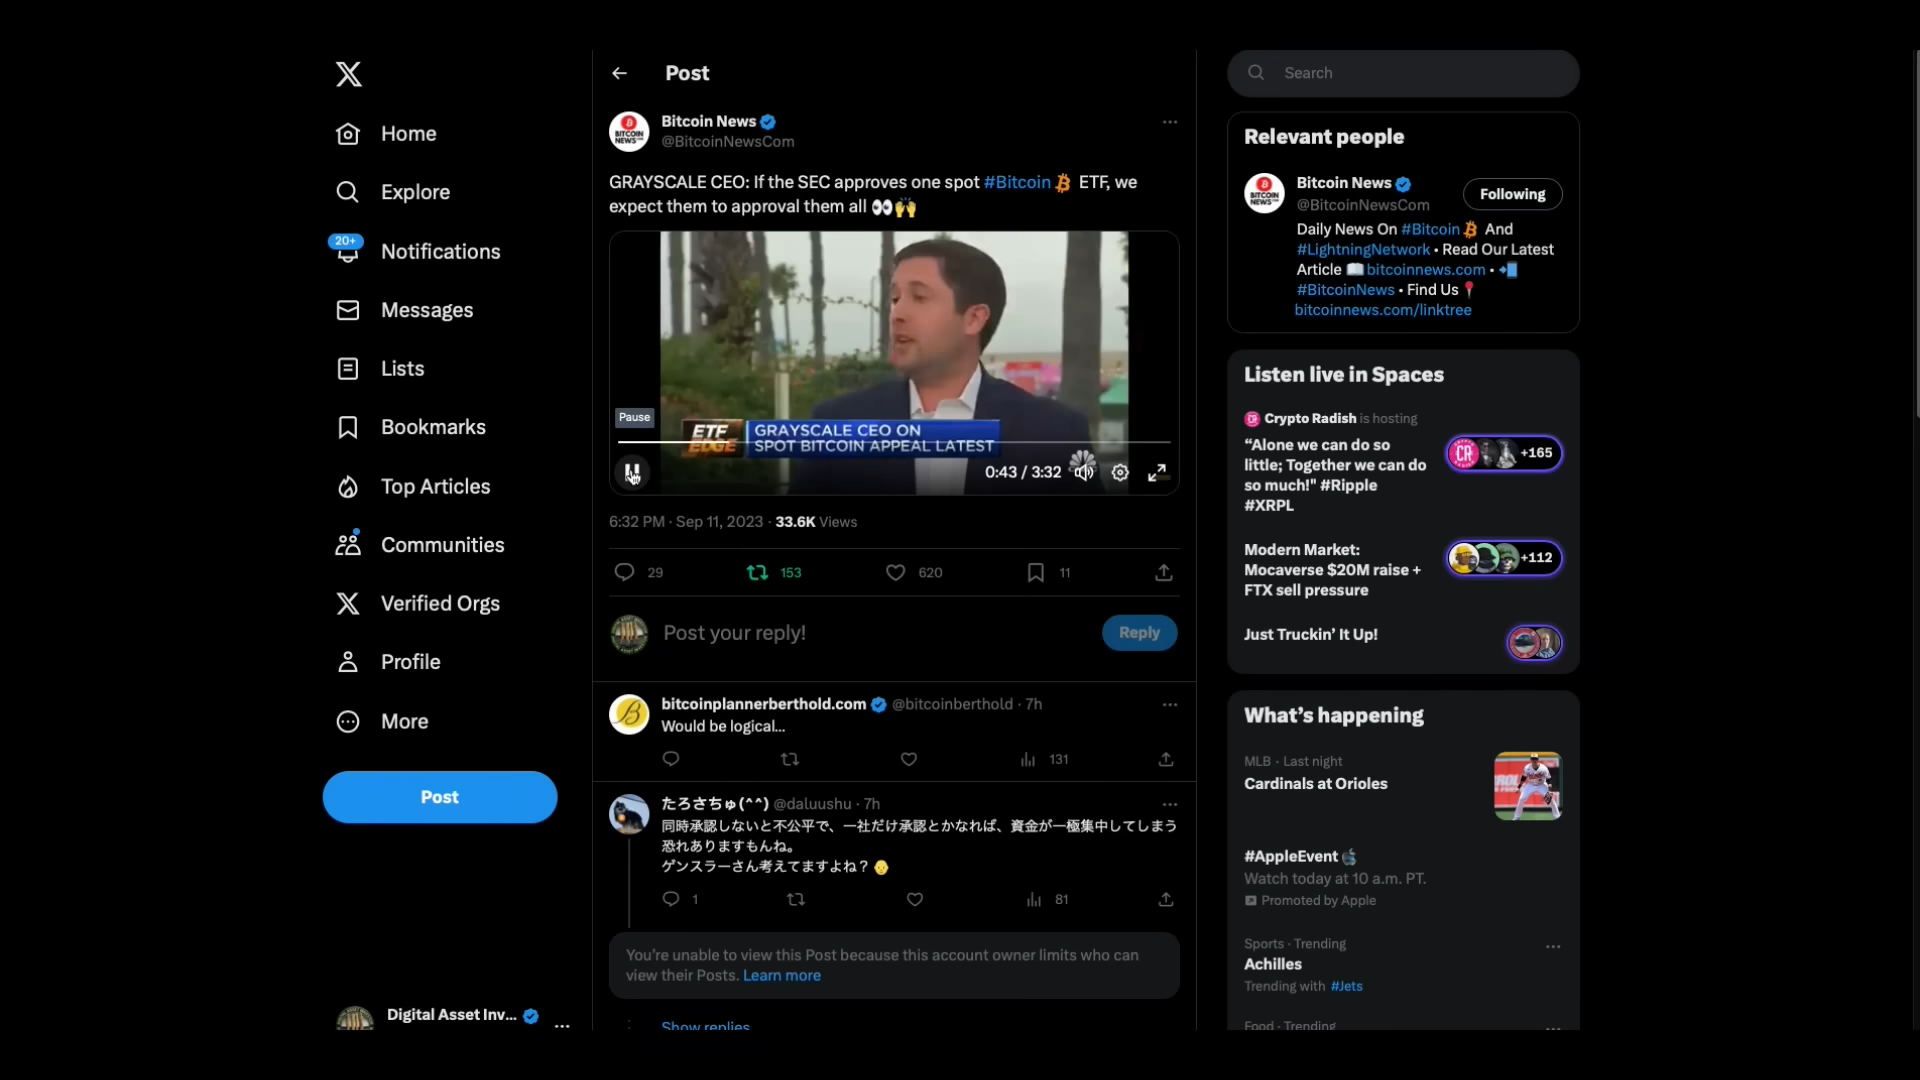 Home
Explore
20+
Notifications
Messages
Lists
Bookmarks
Top Articles
Communities
Verified Orgs
Profile
More
Post
Digital Asset Inv...
Post
Bitcoin News
@BitcoinNewsCom
GRAYSCALE CEO: If the SEC approves one spot #Bitcoin ETF, we
expect them to approval them all 👀🙌
Pause
ETF EDGE
GRAYSCALE CEO ON
SPOT BITCOIN APPEAL LATEST
0:43 / 3:32
6:32 PM · Sep 11, 2023 · 33.6K Views
29 153 620 11
Post your reply!
Reply
bitcoinplannerberthold.com @bitcoinberthold · 7h
Would be logical...
131
たろさちゅ(^^) @daluushu · 7h
同時承認しないと不公平で、一社だけ承認とかなれば、資金が一極集中してしまう
恐れありますもんね。
ゲンスラーさん考えてますよね？
1 81
You're unable to view this Post because this account owner limits who can
view their Posts. Learn more
Show replies
Search
Relevant people
Bitcoin News
@BitcoinNewsCom
Following
Daily News On #Bitcoin And
#LightningNetwork • Read Our Latest
Article 📖bitcoinnews.com • 📲
#BitcoinNews • Find Us📍
bitcoinnews.com/linktree
Listen live in Spaces
Crypto Radish is hosting
“Alone we can do so
little; Together we can do
so much!" #Ripple
#XRPL
+165
Modern Market:
Mocaverse $20M raise +
FTX sell pressure
+112
Just Truckin’ It Up!
What’s happening
MLB · Last night
Cardinals at Orioles
#AppleEvent
Watch today at 10 a.m. PT.
Promoted by Apple
Sports · Trending
Achilles
Trending with #Jets
Food · Trending